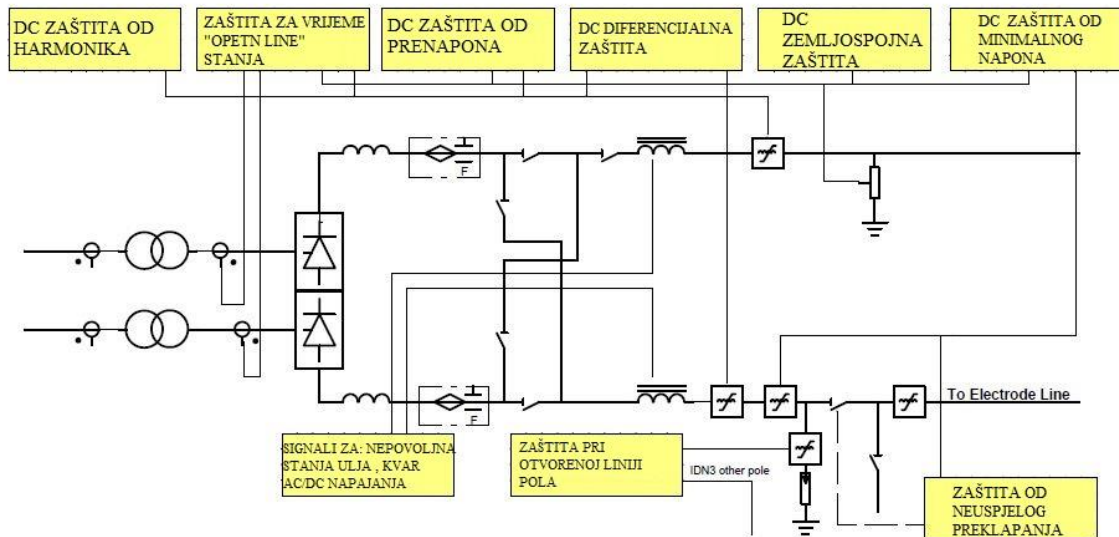 DC ZAŠTITA OD
HARMONIKA
ZAŠTITA ZA VRIJEME
"OPETN LINE"
STANJA
DC ZAŠTITA OD
PRENAPONA
DC DIFERENCIJALNA
ZAŠTITA
DC
ZEMLJOSPOJNA
ZAŠTITA
DC ZAŠTITA OD
MINIMALNOG
NAPONA
F
F
To Electrode Line
SIGNALI ZA: NEPOVOLJNA
STANJA ULJA , KVAR
AC/DC NAPAJANJA
ZAŠTITA PRI
OTVORENOJ LINIJI
POLA
IDN3 other pole
ZAŠTITA OD
NEUSPJELOG
PREKLAPANJA